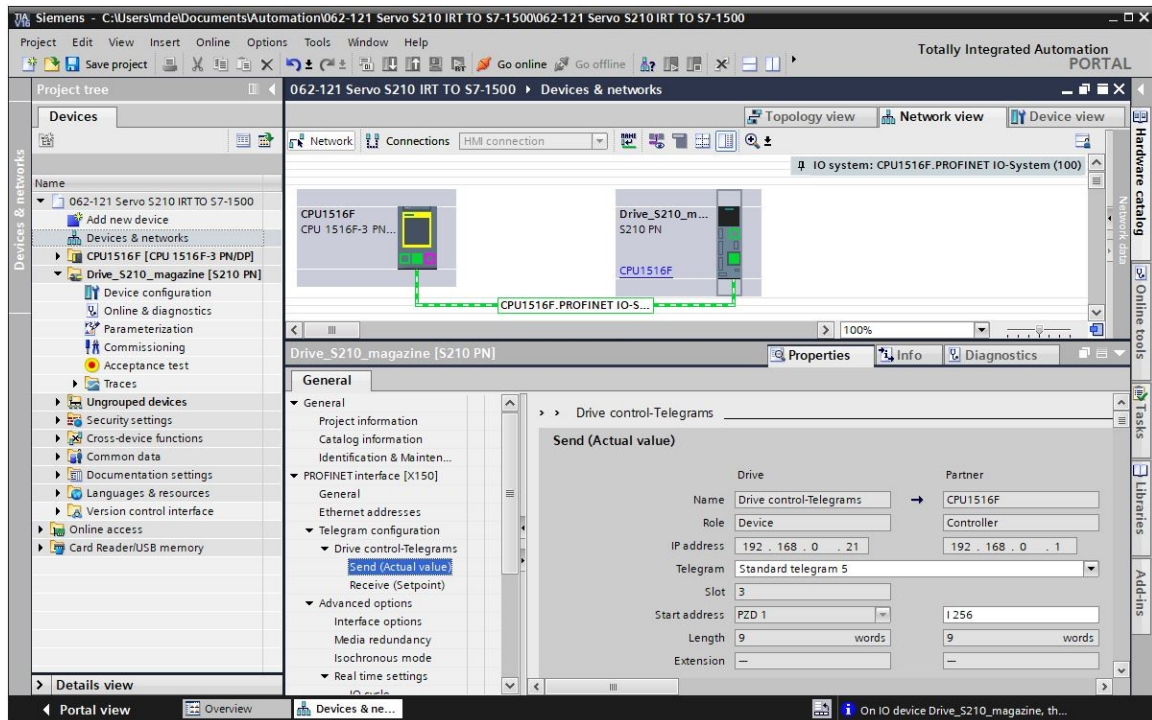 Siemens - C:\Users\mde\Documents\Automation\062-121 Servo S210 IRT TO S7-1500\062-121 Servo S210 IRT TO S7-1500
Project Edit View Insert Online Options Tools Window Help
Totally Integrated Automation
PORTAL
Save project
Go online
Go offline
Project tree
062-121 Servo S210 IRT TO S7-1500 Devices & networks
Devices
Topology view
Network view
Device view
Network
Connections
HMI connection
IO system: CPU1516F.PROFINET IO-System (100)
Devices & networks
Name
062-121 Servo S210 IRT TO S7-1500
Add new device
Devices & networks
CPU1516F [CPU 1516F-3 PN/DP]
Drive_S210_magazine [S210 PN]
Device configuration
Online & diagnostics
Parameterization
Commissioning
Acceptance test
Traces
Ungrouped devices
Security settings
Cross-device functions
Common data
Documentation settings
Languages & resources
Version control interface
Online access
Card Reader/USB memory
Details view
CPU1516F
CPU 1516F-3 PN...
Drive_S210_m...
S210 PN
CPU1516F
CPU1516F.PROFINET IO-S...
100%
Network data
Drive_S210_magazine [S210 PN]
Properties
Info
Diagnostics
General
General
Project information
Catalog information
Identification & Mainten...
PROFINET interface [X150]
General
Ethernet addresses
Telegram configuration
Drive control-Telegrams
Send (Actual value)
Receive (Setpoint)
Advanced options
Interface options
Media redundancy
Isochronous mode
Real time settings
IO cycle
> > Drive control-Telegrams
Send (Actual value)
Drive Partner
Name Drive control-Telegrams → CPU1516F
Role Device Controller
IP address 192 . 168 . 0 . 21 192 . 168 . 0 . 1
Telegram Standard telegram 5
Slot 3
Start address PZD 1 I 256
Length 9 words 9 words
Extension — —
Hardware catalog
Online tools
Tasks
Libraries
Add-ins
Portal view
Overview
Devices & ne...
On IO device Drive_S210_magazine, th...